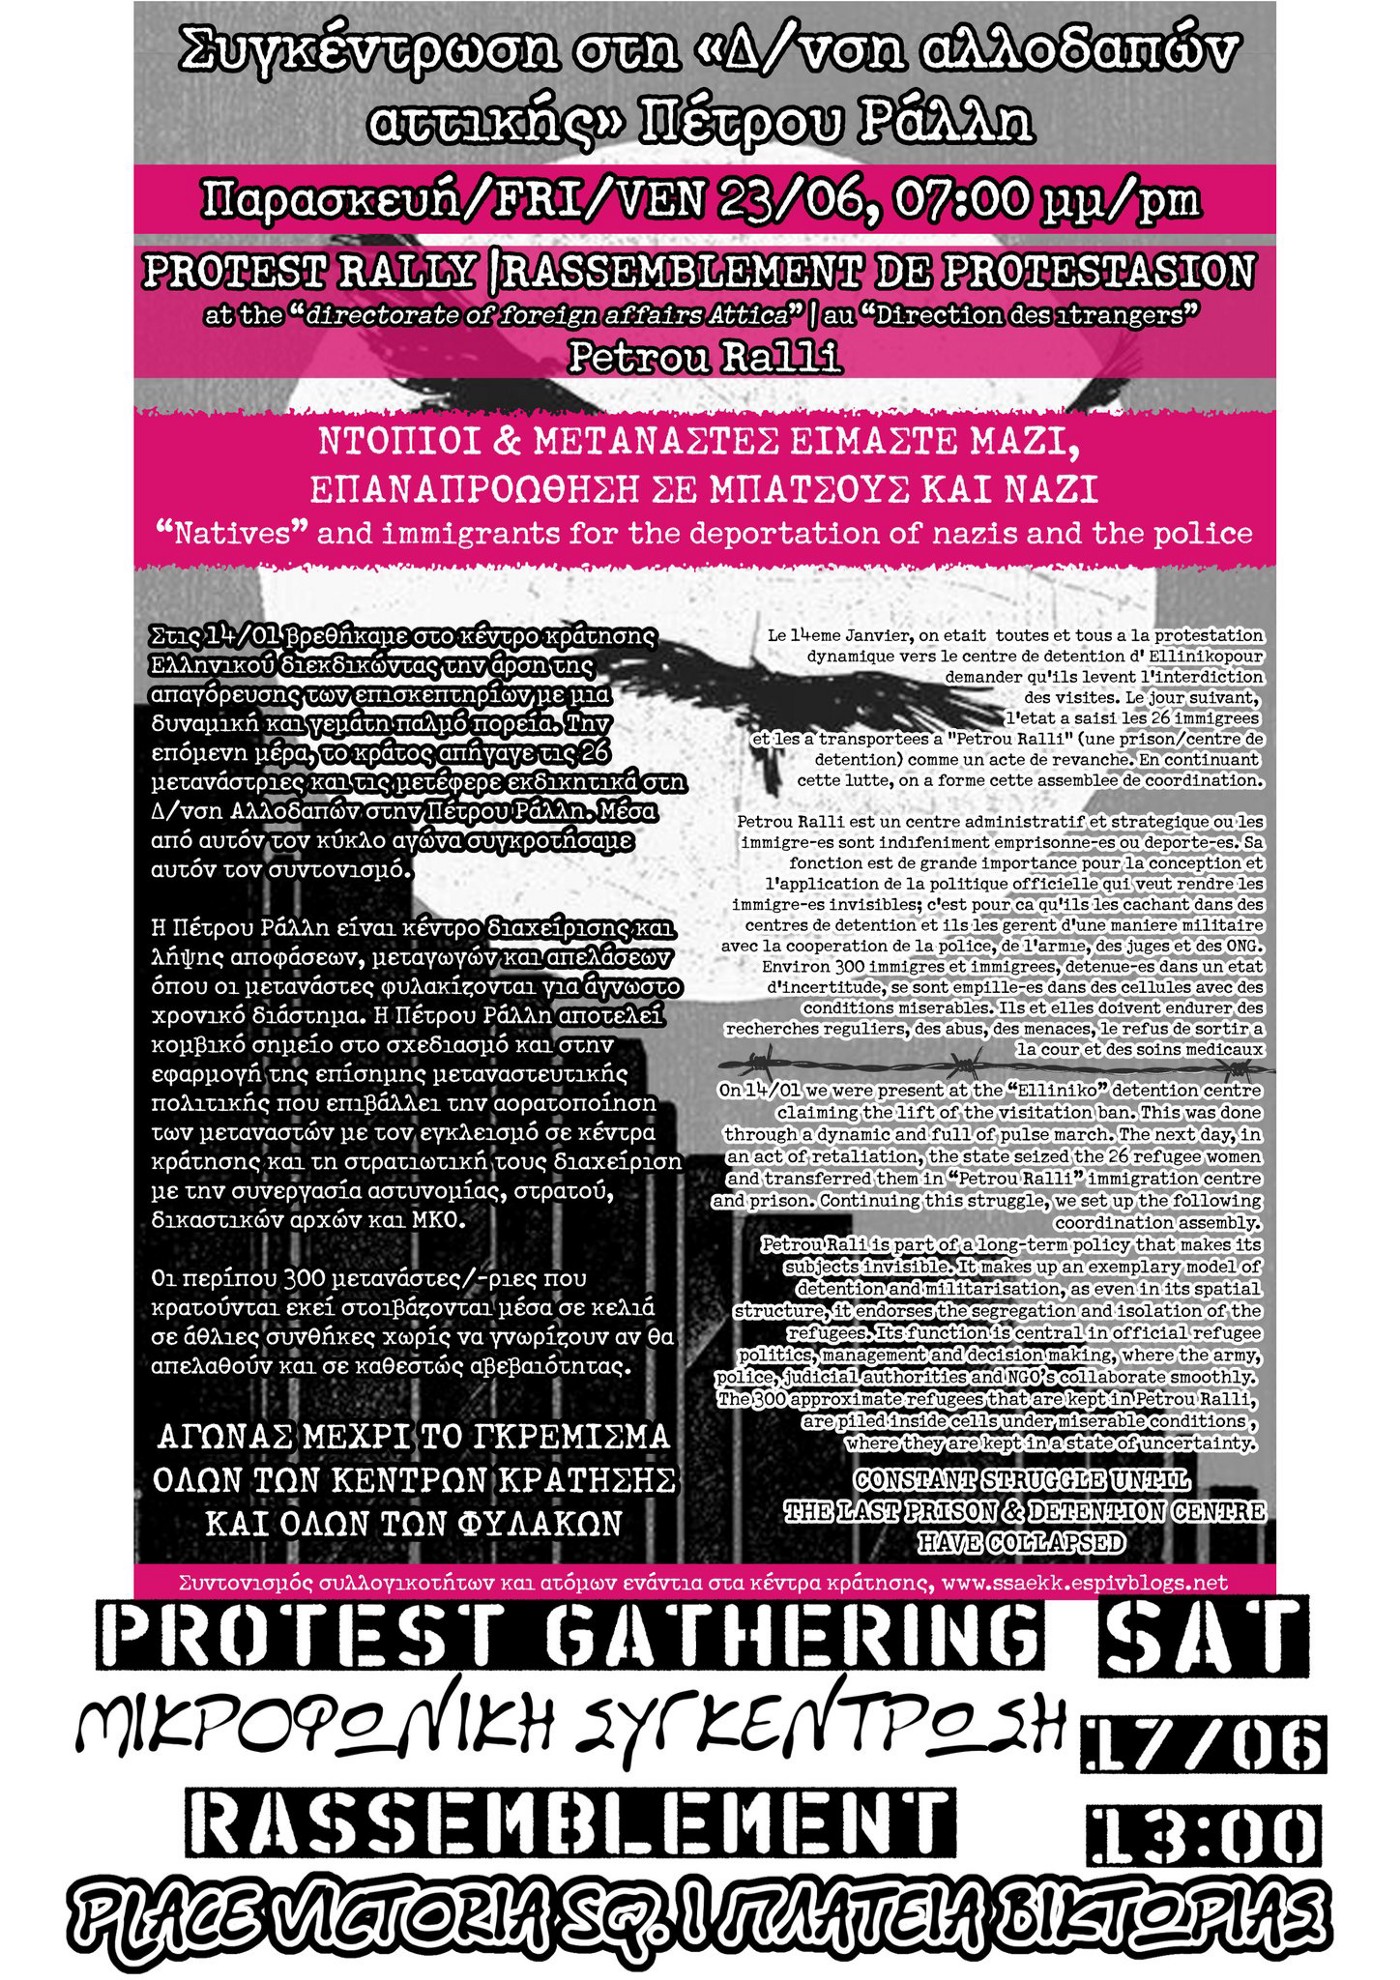 Συγκέντρωση στη «Δ/νση αλλοδαπών
αττικής» Πέτρου Ράλλη
Παρασκευή/FRI/VEN 23/06, 07:00 μμ/pm
PROTEST RALLY |RASSEMBLEMENT DE PROTESTASION
at the “directorate of foreign affairs Attica” | au “Direction des ιtrangers”
Petrou Ralli
ΝΤΟΠΙΟΙ & ΜΕΤΑΝΑΣΤΕΣ ΕΙΜΑΣΤΕ ΜΑΖΙ,
ΕΠΑΝΑΠΡΟΩΘΗΣΗ ΣΕ ΜΠΑΤΣΟΥΣ ΚΑΙ ΝΑΖΙ
“Natives” and immigrants for the deportation of nazis and the police
Στις 14/01 βρεθήκαμε στο κέντρο κράτησης
Ελληνικού διεκδικώντας την άρση της
απαγόρευσης των επισκεπτηρίων με μια
δυναμική και γεμάτη παλμό πορεία. Την
επόμενη μέρα, το κράτος απήγαγε τις 26
μετανάστριες και τις μετέφερε εκδικητικά στη
Δ/νση Αλλοδαπών στην Πέτρου Ράλλη. Μέσα
από αυτόν τον κύκλο αγώνα συγκροτήσαμε
αυτόν τον συντονισμό.
Η Πέτρου Ράλλη είναι κέντρο διαχείρισης και
λήψης αποφάσεων, μεταγωγών και απελάσεων
όπου οι μετανάστες φυλακίζονται για άγνωστο
χρονικό διάστημα. Η Πέτρου Ράλλη αποτελεί
κομβικό σημείο στο σχεδιασμό και στην
εφαρμογή της επίσημης μεταναστευτικής
πολιτικής που επιβάλλει την αορατοποίηση
των μεταναστών με τον εγκλεισμό σε κέντρα
κράτησης και τη στρατιωτική τους διαχείριση
με την συνεργασία αστυνομίας, στρατού,
δικαστικών αρχών και ΜΚΟ.
Οι περίπου 300 μετανάστες/-ριες που
κρατούνται εκεί στοιβάζονται μέσα σε κελιά
σε άθλιες συνθήκες χωρίς να γνωρίζουν αν θα
απελαθούν και σε καθεστώς αβεβαιότητας.
ΑΓΩΝΑΣ ΜΕΧΡΙ ΤΟ ΓΚΡΕΜΙΣΜΑ
ΟΛΩΝ ΤΩΝ ΚΕΝΤΡΩΝ ΚΡΑΤΗΣΗΣ
ΚΑΙ ΟΛΩΝ ΤΩΝ ΦΥΛΑΚΩΝ
Le 14eme Janvier, on etait toutes et tous a la protestation
dynamique vers le centre de detention d' Ellinikopour
demander qu'ils levent l'interdiction
des visites. Le jour suivant,
l'etat a saisi les 26 immigrees
et les a transportees a "Petrou Ralli" (une prison/centre de
detention) comme un acte de revanche. En continuant
cette lutte, on a forme cette assemblee de coordination.
Petrou Ralli est un centre administratif et strategique ou les
immigre-es sont indιfeniment emprisonne-es ou deporte-es. Sa
fonction est de grande importance pour la conception et
l'application de la politique officielle qui veut rendre les
immigre-es invisibles; c'est pour ca qu'ils les cachant dans des
centres de detention et ils les gerent d'une maniere militaire
avec la cooperation de la police, de l'armιe, des juges et des ONG.
Environ 300 immigres et immigrees, detenue-es dans un etat
d'incertitude, se sont empille-es dans des cellules avec des
conditions miserables. Ils et elles doivent endurer des
recherches reguliers, des abus, des menaces, le refus de sortir a
la cour et des soins medicaux
On 14/01 we were present at the “Elliniko” detention centre
claiming the lift of the visitation ban. This was done
through a dynamic and full of pulse march. The next day, in
an act of retaliation, the state seized the 26 refugee women
and transferred them in “Petrou Ralli” immigration centre
and prison. Continuing this struggle, we set up the following
coordination assembly.
Petrou Rali is part of a long-term policy that makes its
subjects invisible. It makes up an exemplary model of
detention and militarisation, as even in its spatial
structure, it endorses the segregation and isolation of the
refugees. Its function is central in official refugee
politics, management and decision making, where the army,
police, judicial authorities and NGO’s collaborate smoothly.
The 300 approximate refugees that are kept in Petrou Ralli,
are piled inside cells under miserable conditions ,
where they are kept in a state of uncertainty.
CONSTANT STRUGGLE UNTIL
THE LAST PRISON & DETENTION CENTRE
HAVE COLLAPSED
Συντονισμός συλλογικοτήτων και ατόμων ενάντια στα κέντρα κράτησης, www.ssaekk.espivblogs.net
PROTEST GATHERING SAT
ΜΙΚΡΟΦΩΝΙΚΗ ΣΥΓΚΕΝΤΡΩΣΗ
17/06
RASSEMBLEMENT
13:00
PLACE VICTORIA SQ. | ΠΛΑΤΕΙΑ ΒΙΚΤΩΡΙΑΣ